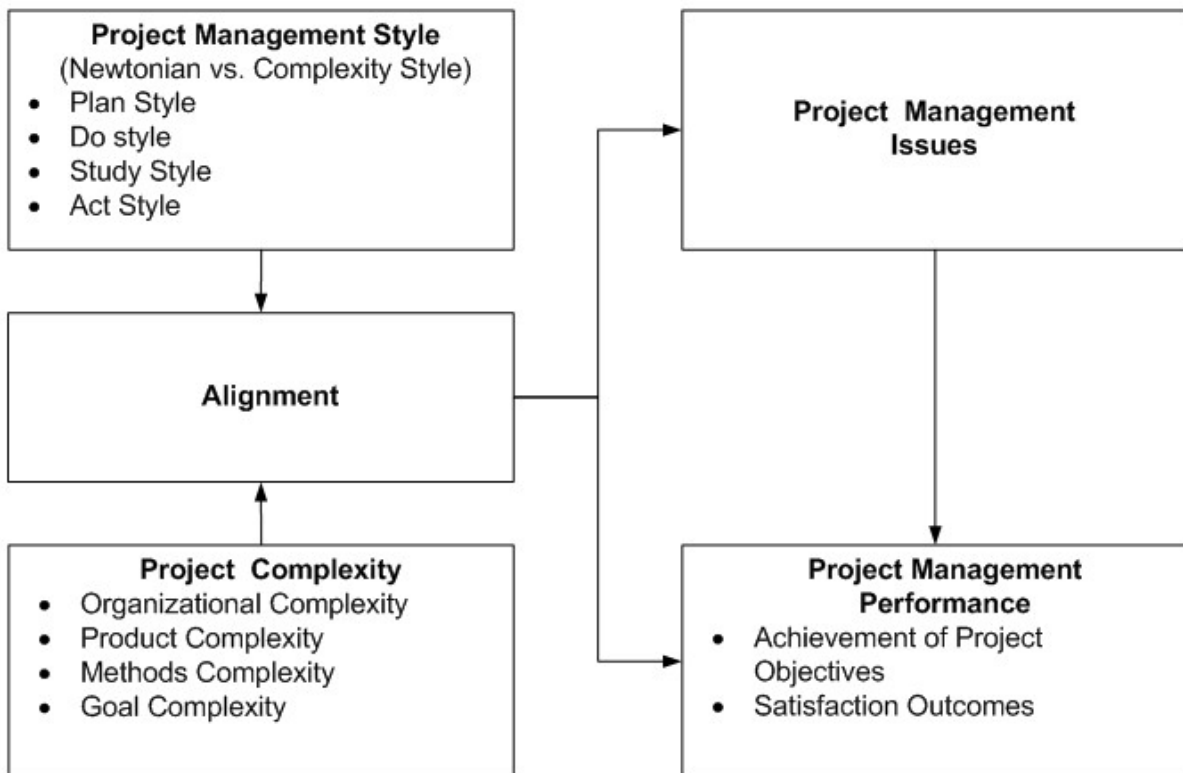 Project Management Style
(Newtonian vs. Complexity Style)
• Plan Style
• Do style
• Study Style
• Act Style
Alignment
Project Complexity
• Organizational Complexity
• Product Complexity
• Methods Complexity
• Goal Complexity
Project Management
Issues
Project Management
Performance
• Achievement of Project
Objectives
• Satisfaction Outcomes